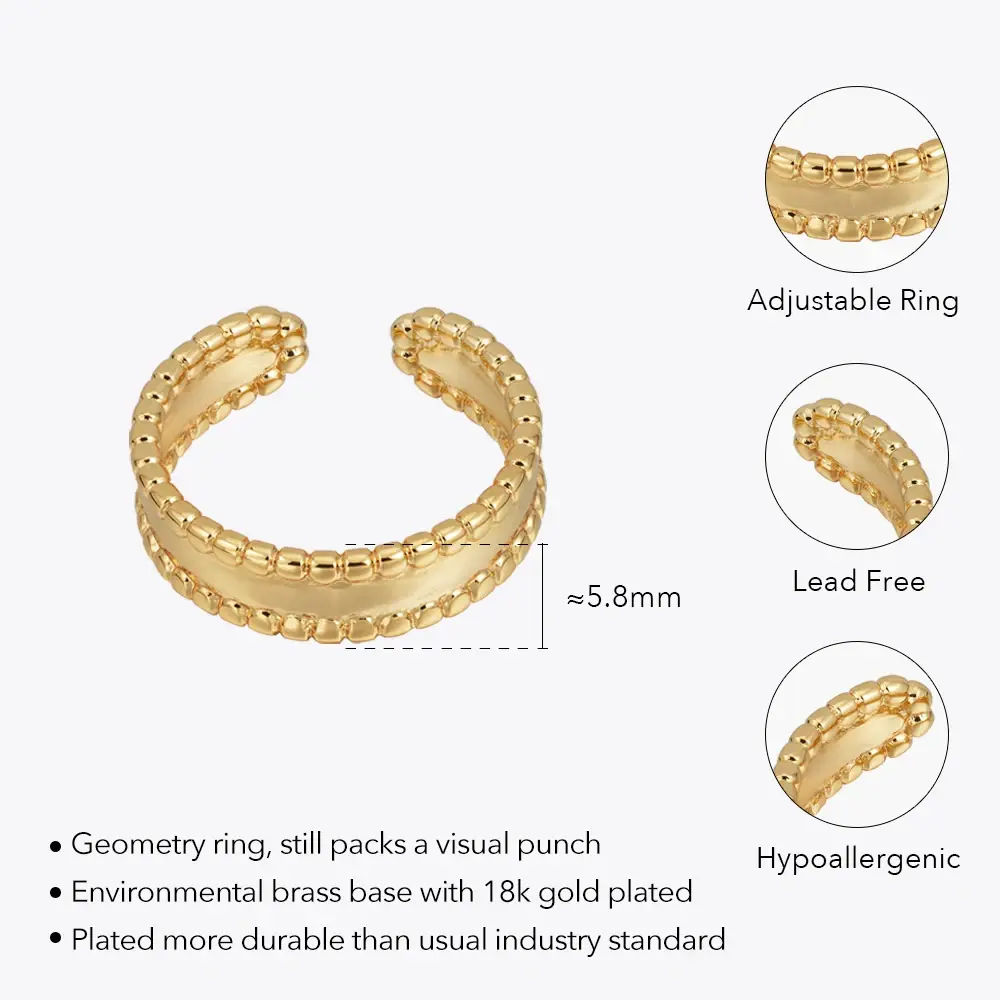 Adjustable Ring
≈5.8mm
Lead Free
Hypoallergenic
• Geometry ring, still packs a visual punch
• Environmental brass base with 18k gold plated
• Plated more durable than usual industry standard